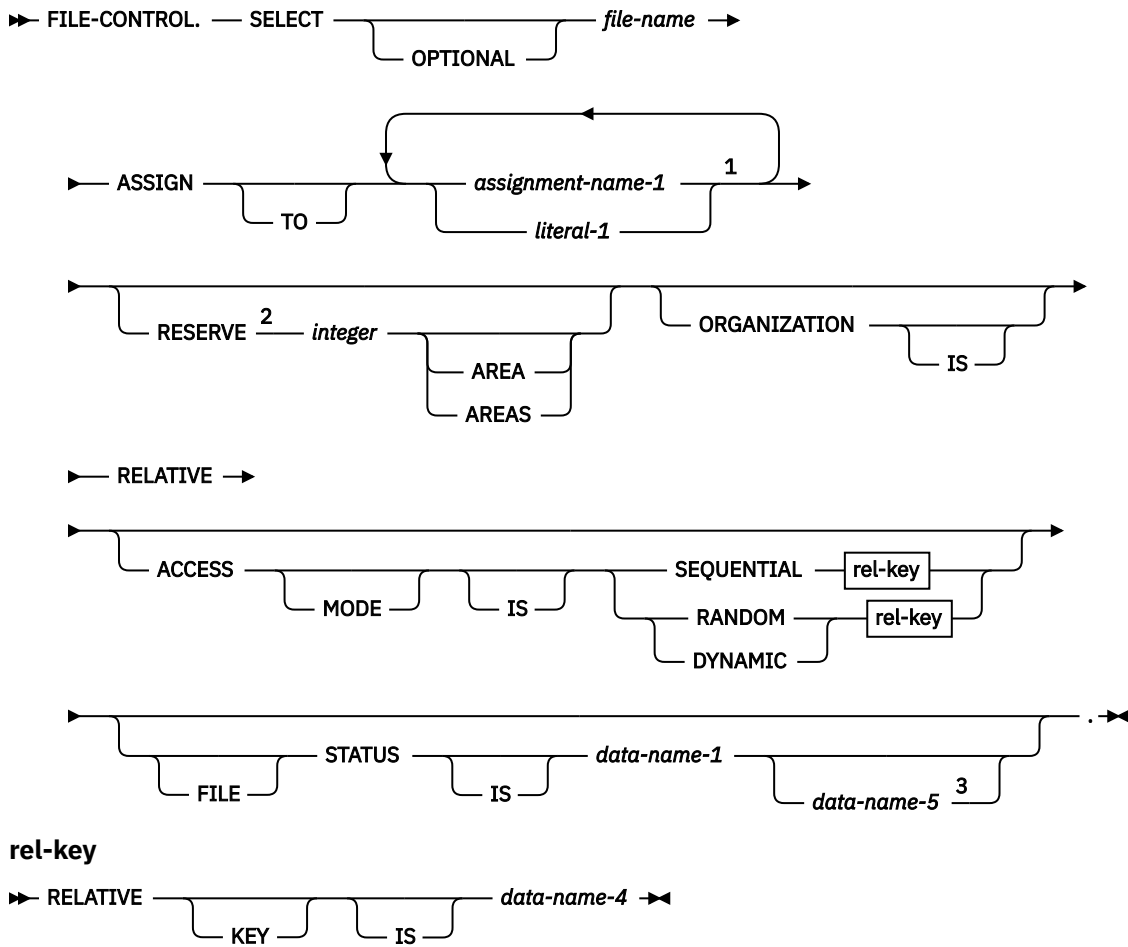 FILE-CONTROL. SELECT file-name
OPTIONAL
ASSIGN assignment-name-1 1
TO literal-1
RESERVE 2 integer ORGANIZATION
AREA IS
AREAS
RELATIVE
ACCESS SEQUENTIAL rel-key
MODE IS RANDOM rel-key
DYNAMIC
STATUS data-name-1
FILE IS data-name-5 3
.
rel-key
RELATIVE data-name-4
KEY IS